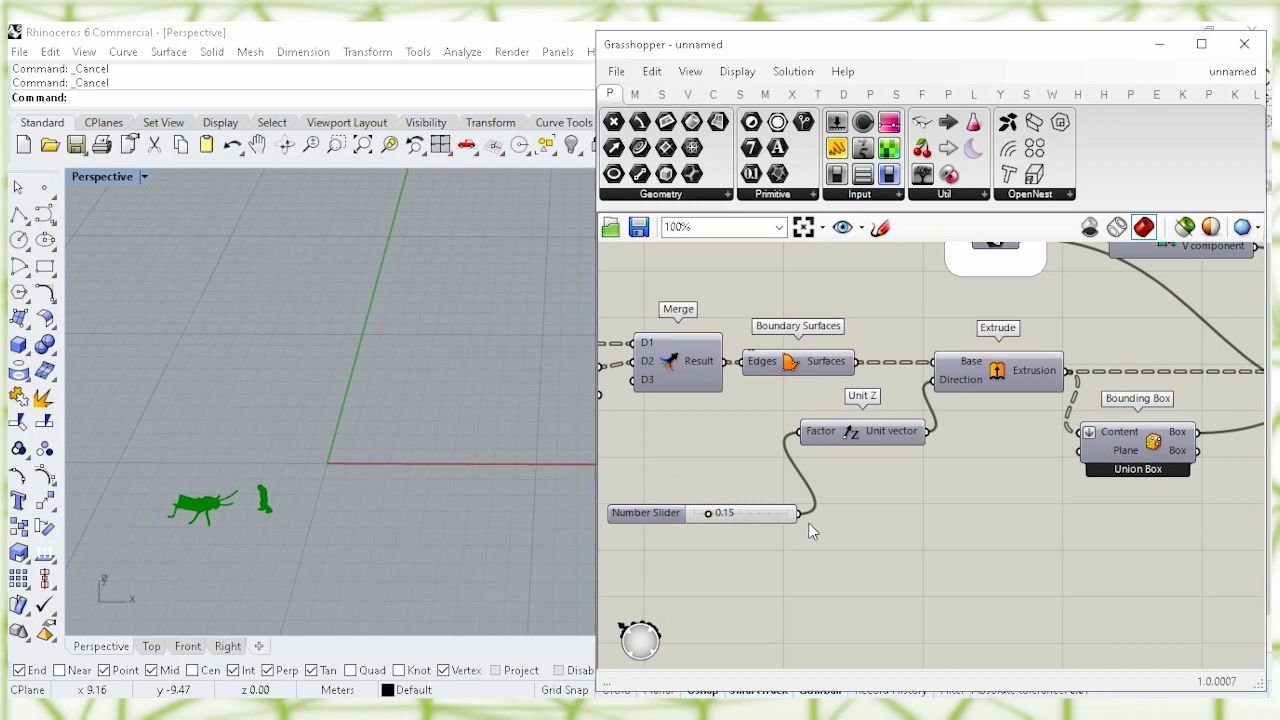 Rhinoceros 6 Commercial - [Perspective]
File Edit View Curve Surface Solid Mesh Dimension Transform Tools Analyze Render Panels H
Command: _Cancel
Command: _Cancel
Command:
Standard CPlanes Set View Display Select Viewport Layout Visibility Transform Curve Tools
Perspective
x
Perspective Top Front Right
End Near Point Mid Cen Int Perp Tan Quad Knot Vertex Project Disab
CPlane x 9.16 y -9.47 z 0.00 Meters Default Grid Snap
Grasshopper - unnamed
File Edit View Display Solution Help unnamed
P M S V C S M X T D P S F P L Y S W N H H P E K P K L
Geometry Primitive Input Util OpenNest
100%
V component
Merge
D1
D2 Result
D3
Boundary Surfaces
Edges Surfaces
Unit Z
Factor Unit vector
Extrude
Base
Direction Extrusion
Bounding Box
Content Box
Plane Box
Union Box
Number Slider 0.15
...
1.0.0007